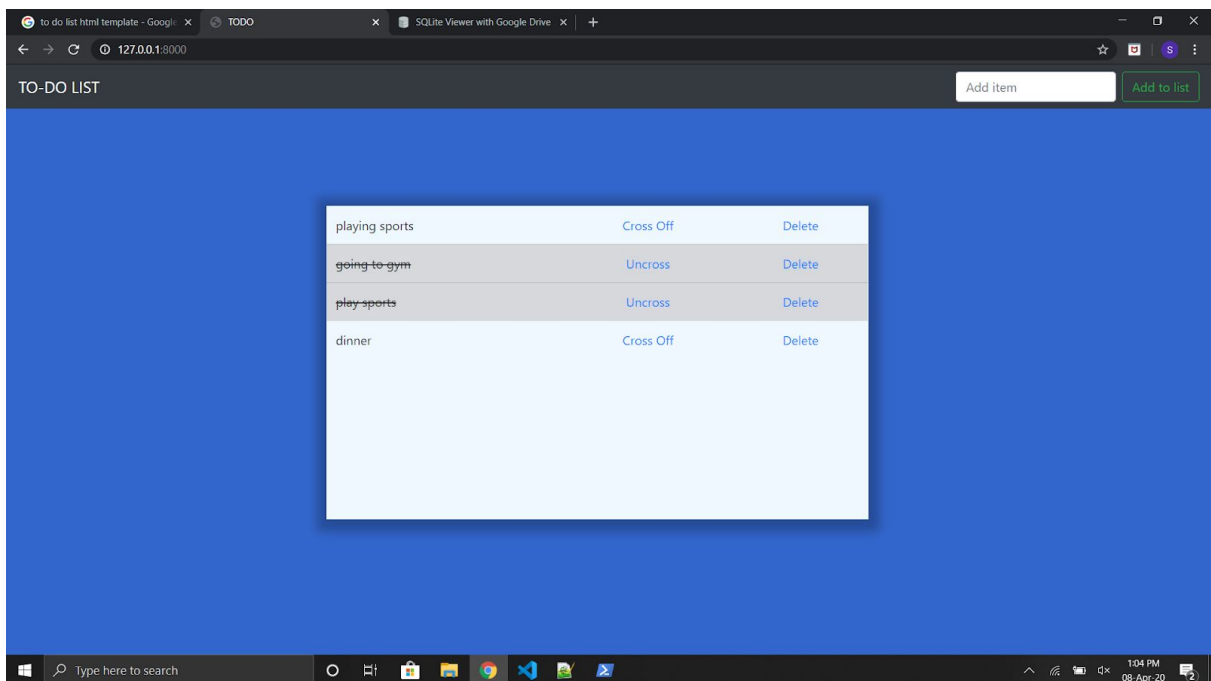 to do list html template - Google
TODO
SQLite Viewer with Google Drive
127.0.0.1:8000
S
TO-DO LIST
Add item
Add to list
playing sports Cross Off Delete
going to gym Uncross Delete
play sports Uncross Delete
dinner Cross Off Delete
Type here to search
1:04 PM
08-Apr-20
2